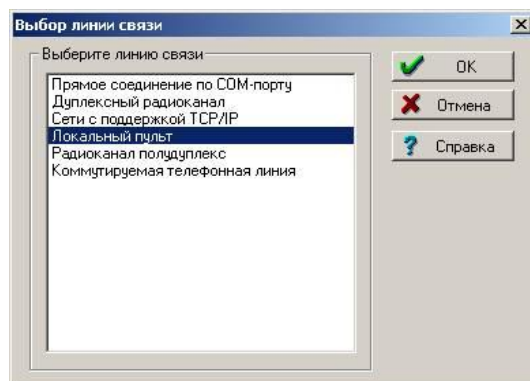 Выбор линии связи
Выберите линию связи
Прямое соединение по COM-порту
Дуплексный радиоканал
Сети с поддержкой TCP/IP
Локальный пульт
Радиоканал полудуплекс
Коммутируемая телефонная линия
OK
Отмена
Справка